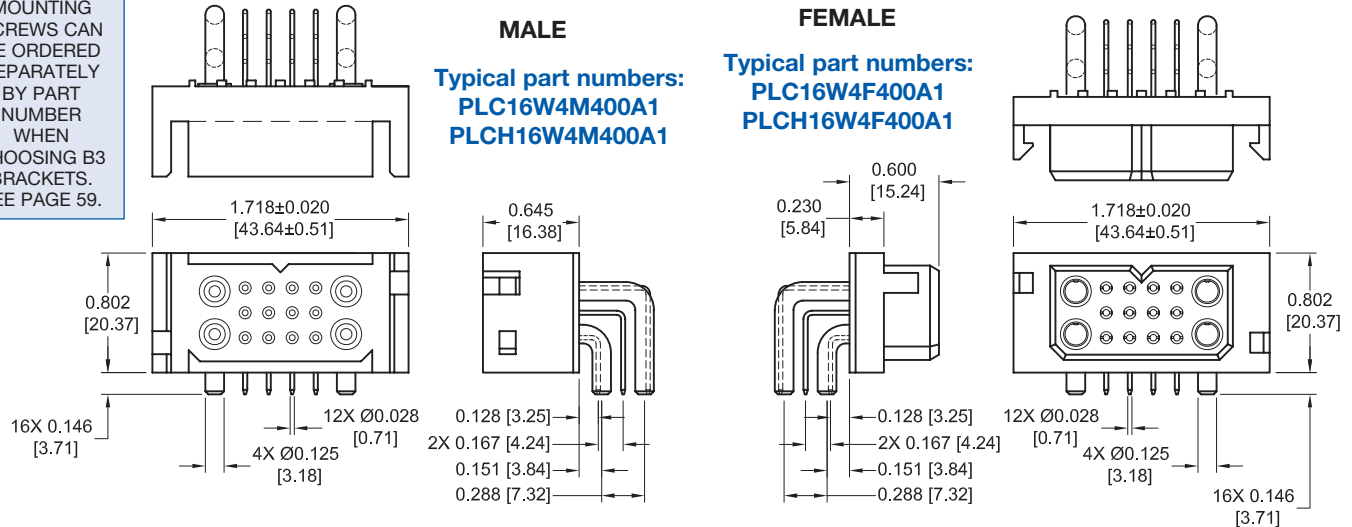 MOUNTING
CREWS CAN
E ORDERED
EPARATELY
BY PART
NUMBER
WHEN
HOOSING B3
BRACKETS.
EE PAGE 59.
MALE
Typical part numbers:
PLC16W4M400A1
PLCH16W4M400A1
FEMALE
Typical part numbers:
PLC16W4F400A1
PLCH16W4F400A1
1.718±0.020
[43.64±0.51]
0.645
[16.38]
0.230
[5.84]
0.600
[15.24]
1.718±0.020
[43.64±0.51]
0.802
[20.37]
0.802
[20.37]
16X 0.146
[3.71]
12X Ø0.028
[0.71]
4X Ø0.125
[3.18]
0.128 [3.25]
2X 0.167 [4.24]
0.151 [3.84]
0.288 [7.32]
0.128 [3.25]
2X 0.167 [4.24]
0.151 [3.84]
0.288 [7.32]
12X Ø0.028
[0.71]
4X Ø0.125
[3.18]
16X 0.146
[3.71]